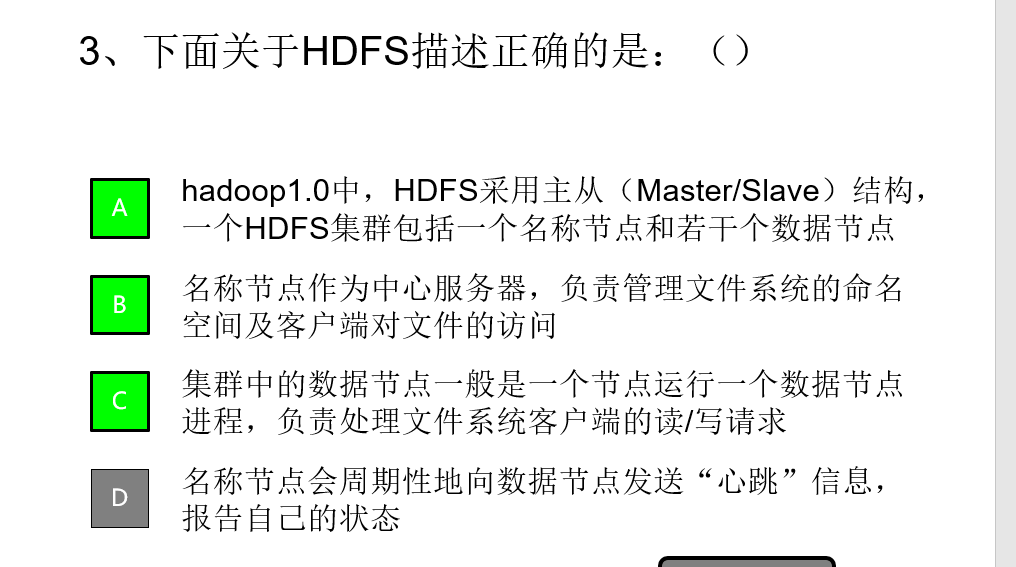 3、下面关于HDFS描述正确的是：（）
A
hadoop1.0中，HDFS采用主从（Master/Slave）结构，
一个HDFS集群包括一个名称节点和若干个数据节点
B
名称节点作为中心服务器，负责管理文件系统的命名
空间及客户端对文件的访问
C
集群中的数据节点一般是一个节点运行一个数据节点
进程，负责处理文件系统客户端的读/写请求
D
名称节点会周期性地向数据节点发送“心跳”信息，
报告自己的状态